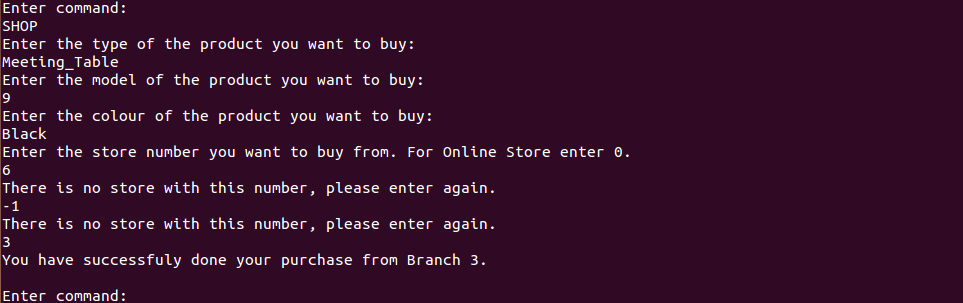 Enter command:
SHOP
Enter the type of the product you want to buy:
Meeting_Table
Enter the model of the product you want to buy:
9
Enter the colour of the product you want to buy:
Black
Enter the store number you want to buy from. For Online Store enter 0.
6
There is no store with this number, please enter again.
-1
There is no store with this number, please enter again.
3
You have successfuly done your purchase from Branch 3.
Enter command: